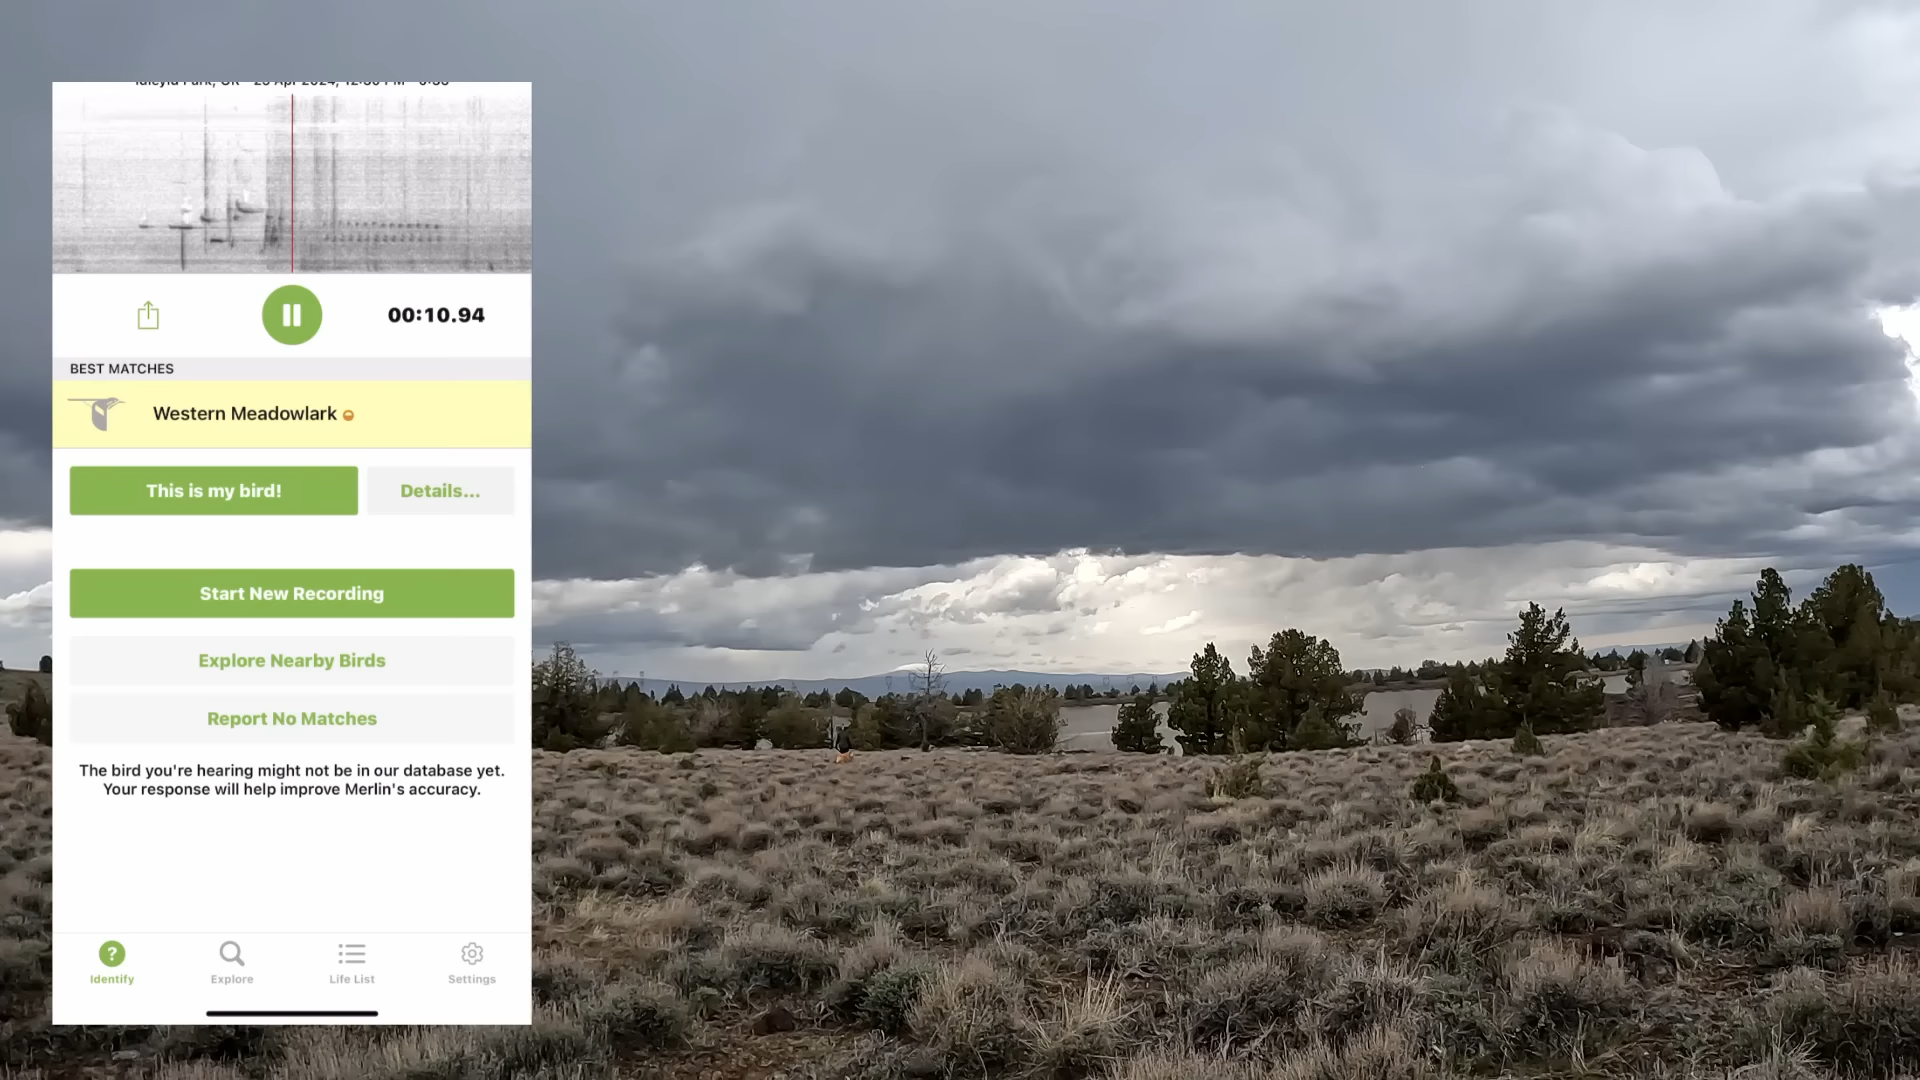 00:10.94
BEST MATCHES
Western Meadowlark
This is my bird!
Details...
Start New Recording
Explore Nearby Birds
Report No Matches
The bird you're hearing might not be in our database yet.
Your response will help improve Merlin's accuracy.
?
Identify
Explore
Life List
Settings